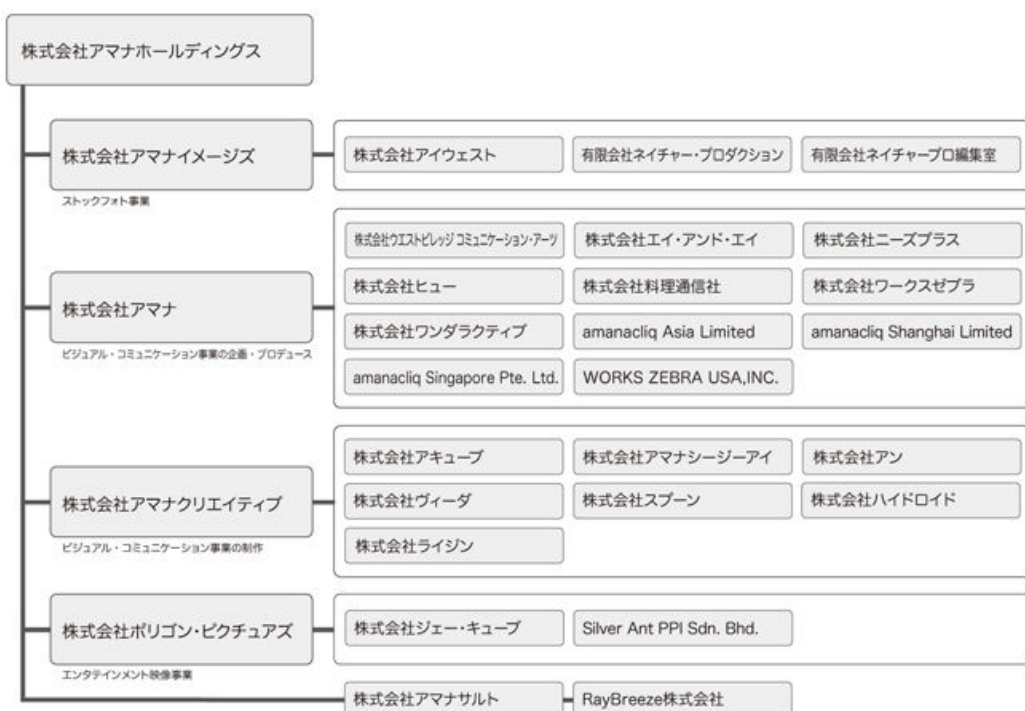 株式会社アマナホールディングス
株式会社アマナイメージズ
ストックフォト事業
株式会社アイウェスト
有限会社ネイチャー・プロダクション
有限会社ネイチャープロ編集室
株式会社アマナ
ビジュアル・コミュニケーション事業の企画・プロデュース
株式会社ウエストビレッジ コミュニケーション・アーツ
株式会社エイ・アンド・エイ
株式会社ニーズプラス
株式会社ヒュー
株式会社料理通信社
株式会社ワークスゼブラ
株式会社ワンダラクティブ
amanacliq Asia Limited
amanacliq Shanghai Limited
amanacliq Singapore Pte. Ltd.
WORKS ZEBRA USA,INC.
株式会社アマナクリエイティブ
ビジュアル・コミュニケーション事業の制作
株式会社アキューブ
株式会社アマナシージーアイ
株式会社アン
株式会社ヴィーダ
株式会社スプーン
株式会社ハイドロイド
株式会社ライジン
株式会社ポリゴン・ピクチュアズ
エンタテインメント映像事業
株式会社ジェー・キューブ
Silver Ant PPI Sdn. Bhd.
株式会社アマナサルト
RayBreeze株式会社